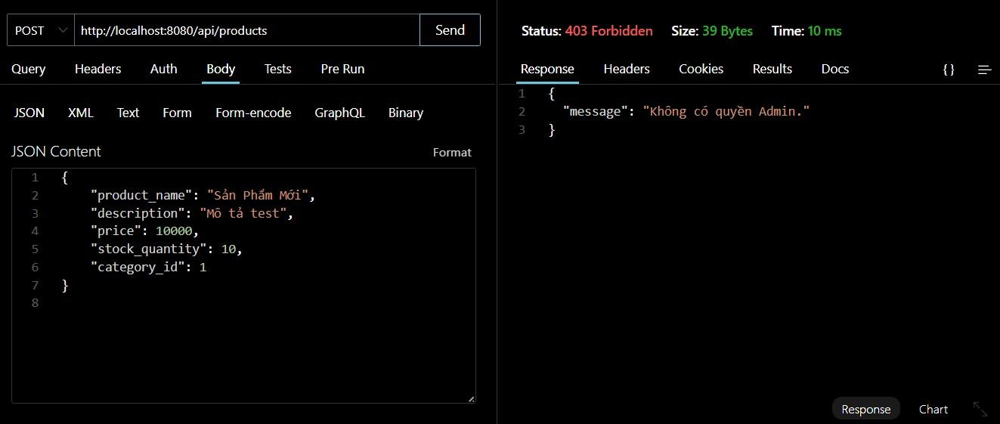 POST http://localhost:8080/api/products Send
Query Headers Auth Body Tests Pre Run
JSON XML Text Form Form-encode GraphQL Binary
JSON Content Format
1 {
2 "product_name": "Sản Phẩm Mới",
3 "description": "Mô tả test",
4 "price": 10000,
5 "stock_quantity": 10,
6 "category_id": 1
7 }
8
Status: 403 Forbidden Size: 39 Bytes Time: 10 ms
Response Headers Cookies Results Docs {}
1 {
2 "message": "Không có quyền Admin."
3 }
Response Chart